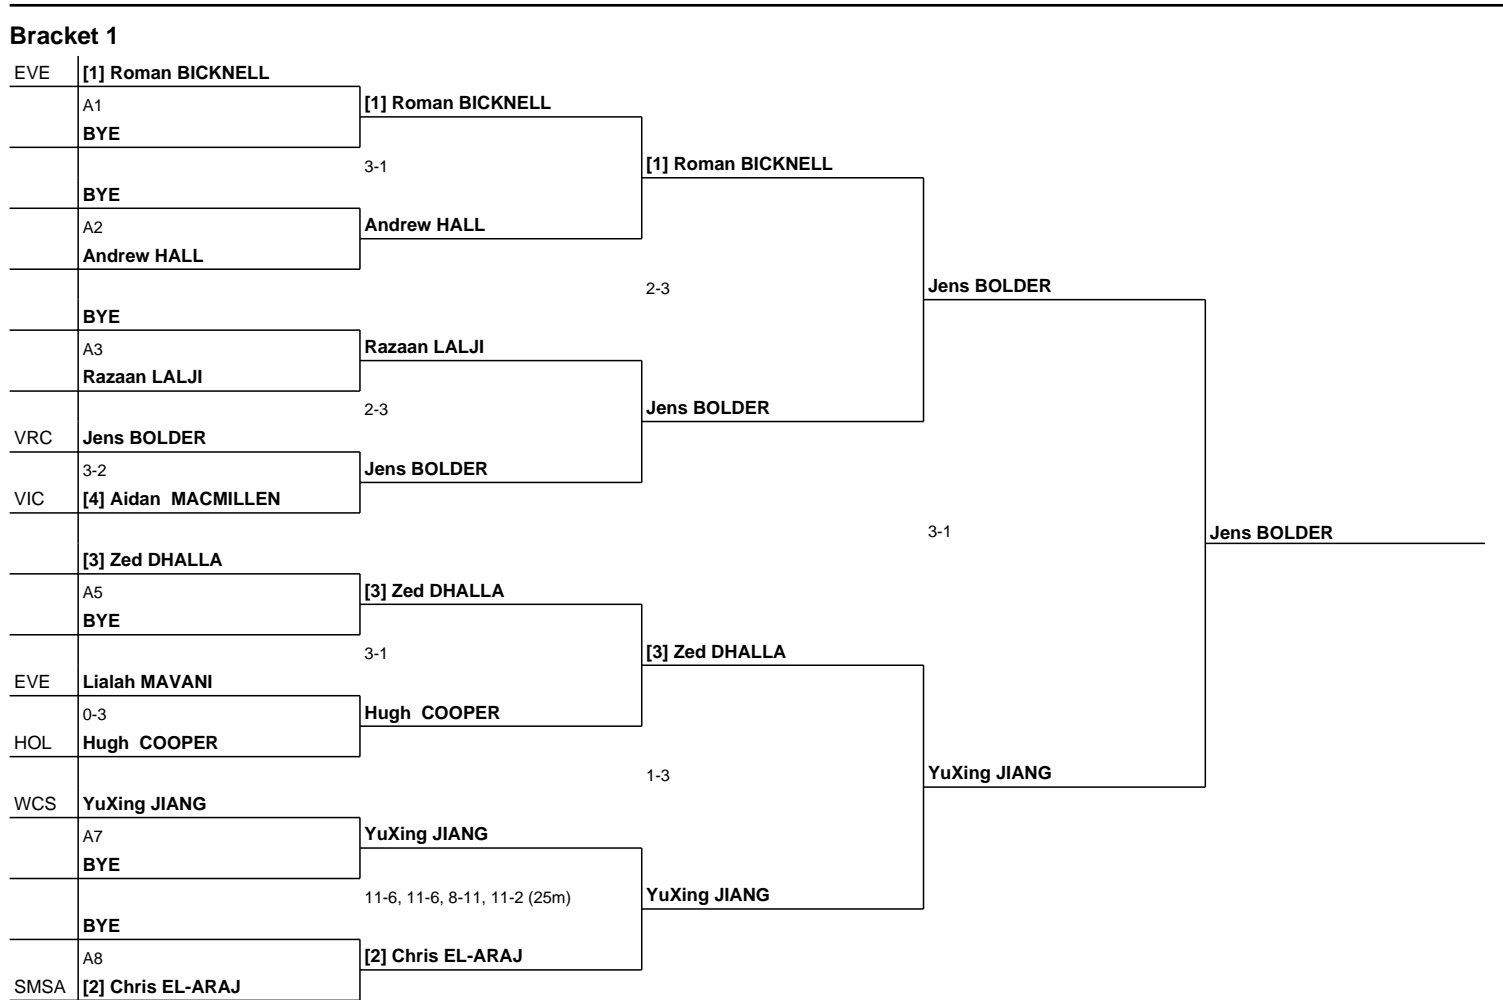 Bracket 1
EVE [1] Roman BICKNELL
A1 [1] Roman BICKNELL
BYE
3-1 [1] Roman BICKNELL
BYE
A2 Andrew HALL
Andrew HALL
2-3 Jens BOLDER
BYE
A3 Razaan LALJI
Razaan LALJI
2-3 Jens BOLDER
VRC Jens BOLDER
3-2 Jens BOLDER
VIC [4] Aidan MACMILLEN
3-1 Jens BOLDER
[3] Zed DHALLA
A5 [3] Zed DHALLA
BYE
3-1 [3] Zed DHALLA
EVE Lialah MAVANI
0-3 Hugh COOPER
HOL Hugh COOPER
1-3 YuXing JIANG
WCS YuXing JIANG
A7 YuXing JIANG
BYE
11-6, 11-6, 8-11, 11-2 (25m) YuXing JIANG
BYE
A8 [2] Chris EL-ARAJ
SMSA [2] Chris EL-ARAJ